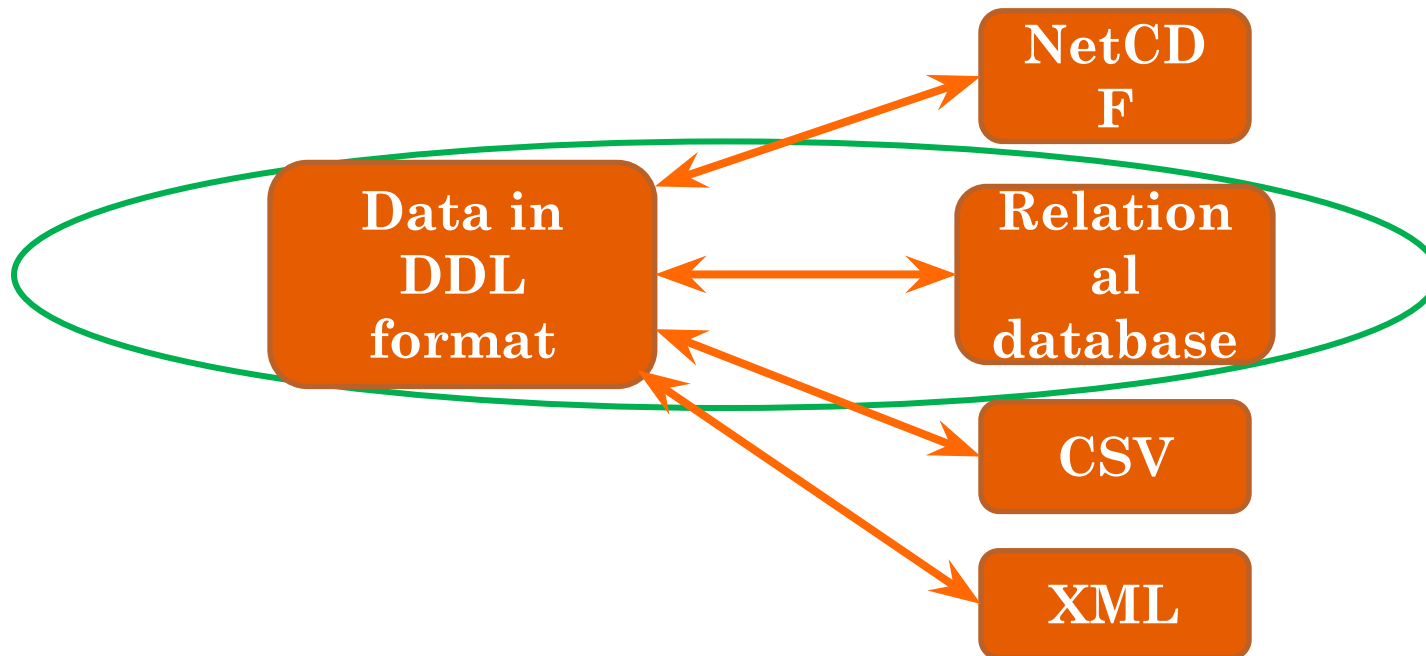 NetCD
F
Data in
DDL
format
Relation
al
database
CSV
XML